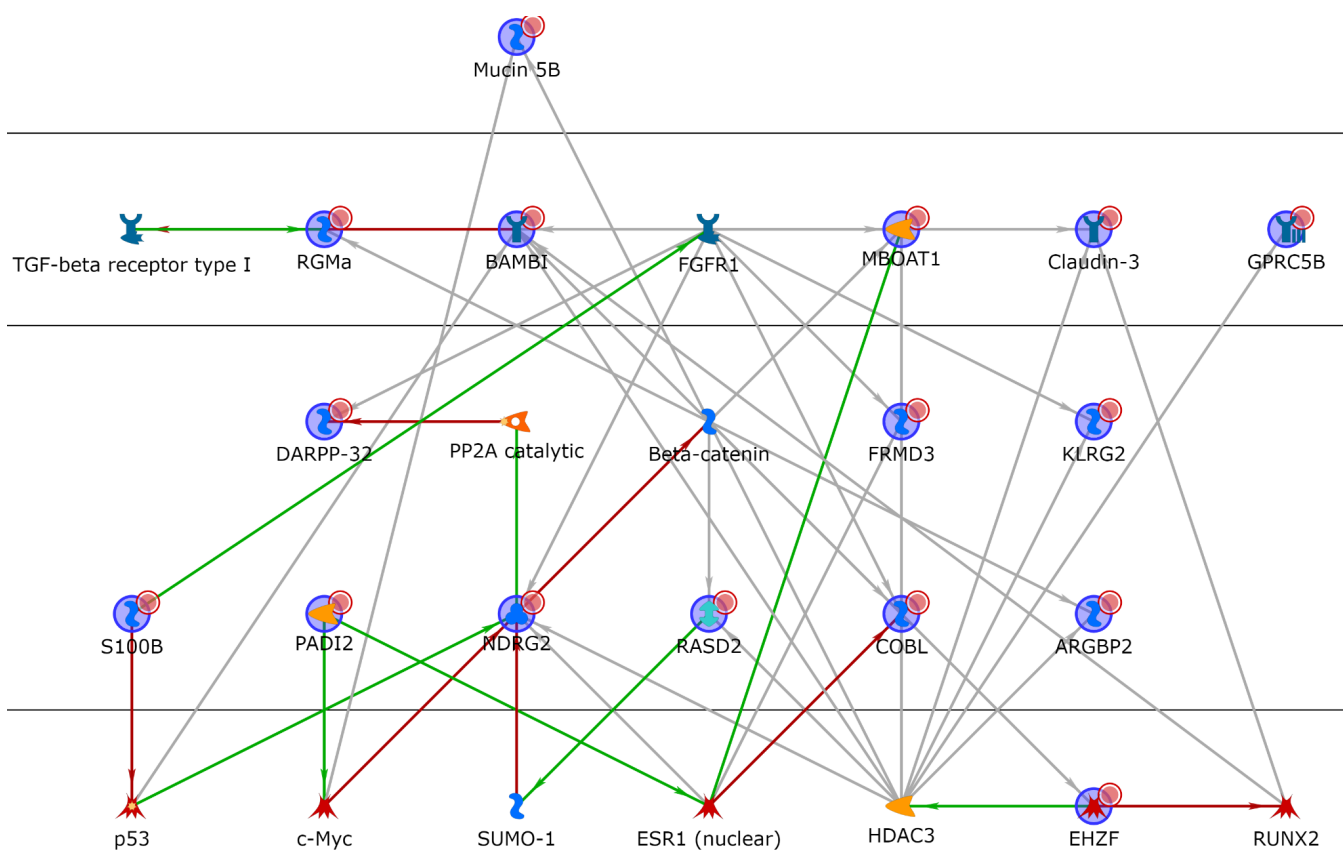 Mucin 5B
TGF-beta receptor type I
RGMa
BAMBI
FGFR1
MBOAT1
Claudin-3
GPRC5B
DARPP-32
PP2A catalytic
Beta-catenin
FRMD3
KLRG2
S100B
PADI2
NDRG2
RASD2
COBL
ARGBP2
p53
c-Myc
SUMO-1
ESR1 (nuclear)
HDAC3
EHZF
RUNX2